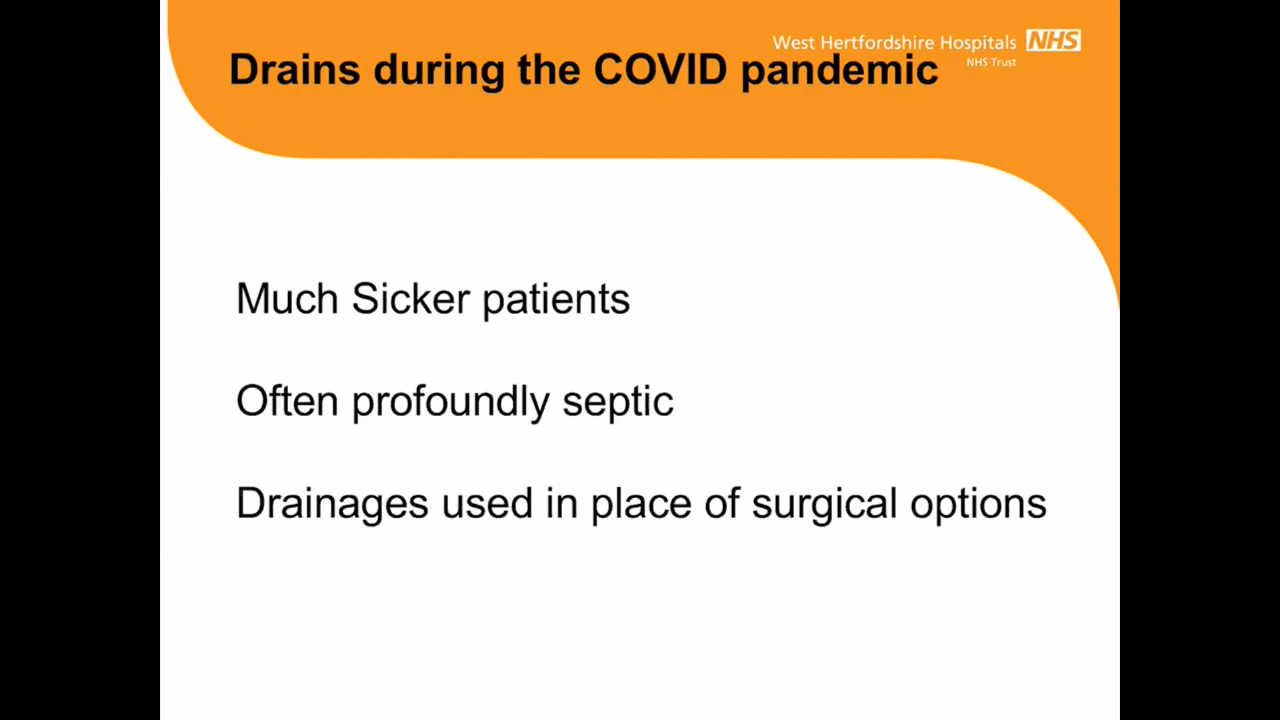 West Hertfordshire Hospitals NHS
NHS Trust
Drains during the COVID pandemic
Much Sicker patients
Often profoundly septic
Drainages used in place of surgical options